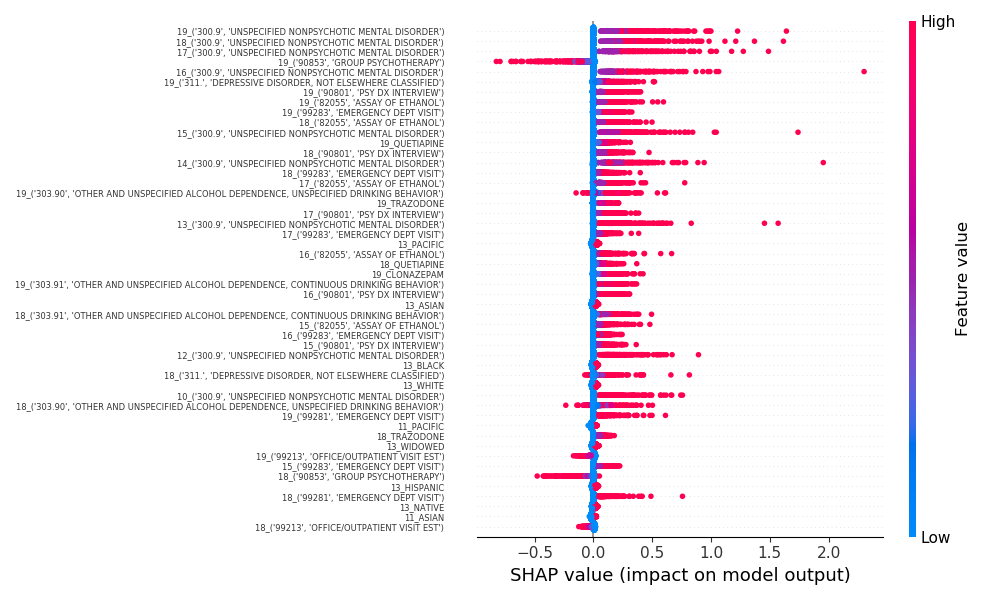 High
19_('300.9', 'UNSPECIFIED NONPSYCHOTIC MENTAL DISORDER')
18_('300.9', 'UNSPECIFIED NONPSYCHOTIC MENTAL DISORDER')
17_('300.9', 'UNSPECIFIED NONPSYCHOTIC MENTAL DISORDER')
19_('90853', 'GROUP PSYCHOTHERAPY')
16_('300.9', 'UNSPECIFIED NONPSYCHOTIC MENTAL DISORDER')
19_('311.', 'DEPRESSIVE DISORDER, NOT ELSEWHERE CLASSIFIED')
19_('90801', 'PSY DX INTERVIEW')
19_('82055', 'ASSAY OF ETHANOL')
19_('99283', 'EMERGENCY DEPT VISIT')
18_('82055', 'ASSAY OF ETHANOL')
15_('300.9', 'UNSPECIFIED NONPSYCHOTIC MENTAL DISORDER')
19_QUETIAPINE
18_('90801', 'PSY DX INTERVIEW')
14_('300.9', 'UNSPECIFIED NONPSYCHOTIC MENTAL DISORDER')
18_('99283', 'EMERGENCY DEPT VISIT')
17_('82055', 'ASSAY OF ETHANOL')
19_('303.90', 'OTHER AND UNSPECIFIED ALCOHOL DEPENDENCE, UNSPECIFIED DRINKING BEHAVIOR')
19_TRAZODONE
17_('90801', 'PSY DX INTERVIEW')
13_('300.9', 'UNSPECIFIED NONPSYCHOTIC MENTAL DISORDER')
17_('99283', 'EMERGENCY DEPT VISIT')
13_PACIFIC
16_('82055', 'ASSAY OF ETHANOL')
18_QUETIAPINE
19_CLONAZEPAM
19_('303.91', 'OTHER AND UNSPECIFIED ALCOHOL DEPENDENCE, CONTINUOUS DRINKING BEHAVIOR')
16_('90801', 'PSY DX INTERVIEW')
13_ASIAN
18_('303.91', 'OTHER AND UNSPECIFIED ALCOHOL DEPENDENCE, CONTINUOUS DRINKING BEHAVIOR')
15_('82055', 'ASSAY OF ETHANOL')
16_('99283', 'EMERGENCY DEPT VISIT')
15_('90801', 'PSY DX INTERVIEW')
12_('300.9', 'UNSPECIFIED NONPSYCHOTIC MENTAL DISORDER')
13_BLACK
18_('311.', 'DEPRESSIVE DISORDER, NOT ELSEWHERE CLASSIFIED')
13_WHITE
10_('300.9', 'UNSPECIFIED NONPSYCHOTIC MENTAL DISORDER')
18_('303.90', 'OTHER AND UNSPECIFIED ALCOHOL DEPENDENCE, UNSPECIFIED DRINKING BEHAVIOR')
19_('99281', 'EMERGENCY DEPT VISIT')
11_PACIFIC
18_TRAZODONE
13_WIDOWED
19_('99213', 'OFFICE/OUTPATIENT VISIT EST')
15_('99283', 'EMERGENCY DEPT VISIT')
18_('90853', 'GROUP PSYCHOTHERAPY')
13_HISPANIC
18_('99281', 'EMERGENCY DEPT VISIT')
13_NATIVE
11_ASIAN
18_('99213', 'OFFICE/OUTPATIENT VISIT EST')
Feature value
Low
−0.5 0.0 0.5 1.0 1.5 2.0
SHAP value (impact on model output)